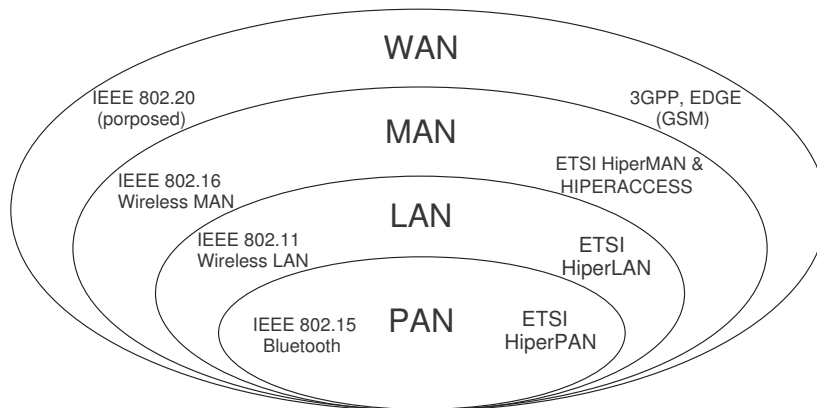 WAN
IEEE 802.20
(porposed)
3GPP, EDGE
(GSM)
MAN
IEEE 802.16
Wireless MAN
ETSI HiperMAN &
HIPERACCESS
LAN
IEEE 802.11
Wireless LAN
ETSI
HiperLAN
PAN
IEEE 802.15
Bluetooth
ETSI
HiperPAN